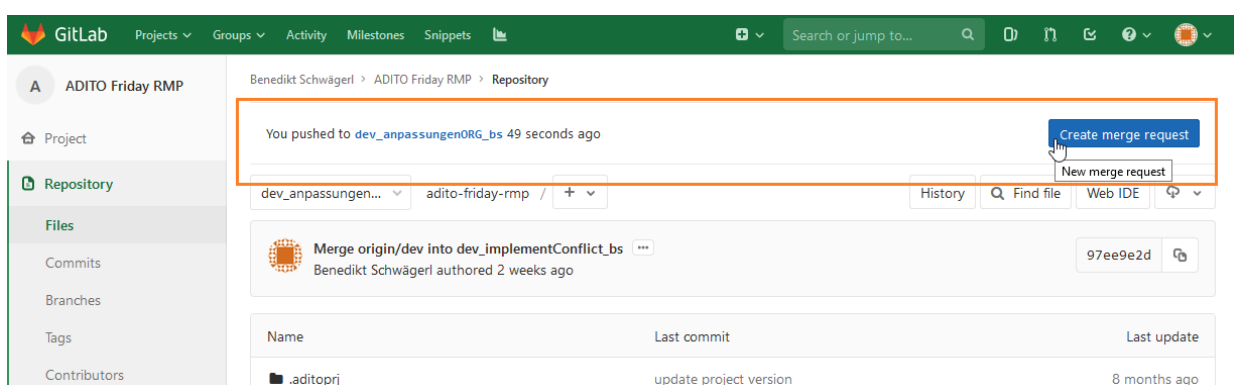 GitLab Projects Groups Activity Milestones Snippets Search or jump to...
A ADITO Friday RMP
Benedikt Schwägerl > ADITO Friday RMP > Repository
You pushed to dev_anpassungenORG_bs 49 seconds ago
Create merge request
New merge request
Project
Repository
Files
Commits
Branches
Tags
Contributors
dev_anpassungen... adito-friday-rmp / +
History Find file Web IDE
Merge origin/dev into dev_implementConflict_bs ...
Benedikt Schwägerl authored 2 weeks ago
97ee9e2d
Name Last commit Last update
.aditoprj update project version 8 months ago